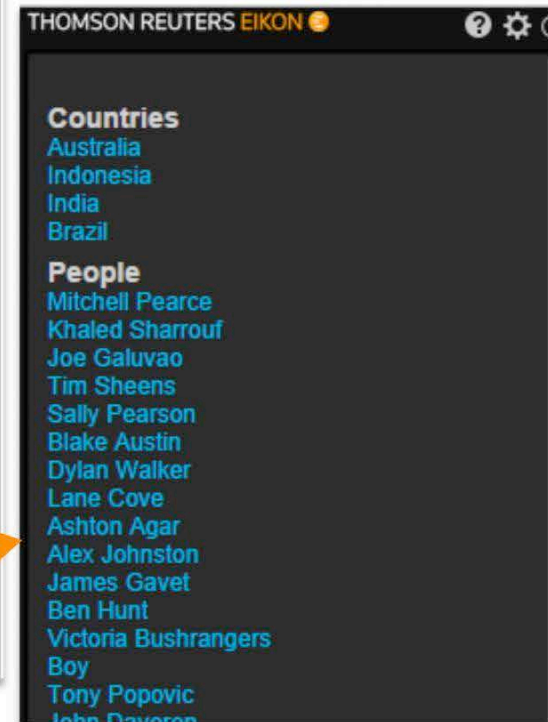 THOMSON REUTERS EIKON
Countries
Australia
Indonesia
India
Brazil
People
Mitchell Pearce
Khaled Sharrouf
Joe Galuvao
Tim Sheens
Sally Pearson
Blake Austin
Dylan Walker
Lane Cove
Ashton Agar
Alex Johnston
James Gavet
Ben Hunt
Victoria Bushrangers
Boy
Tony Popovic
John